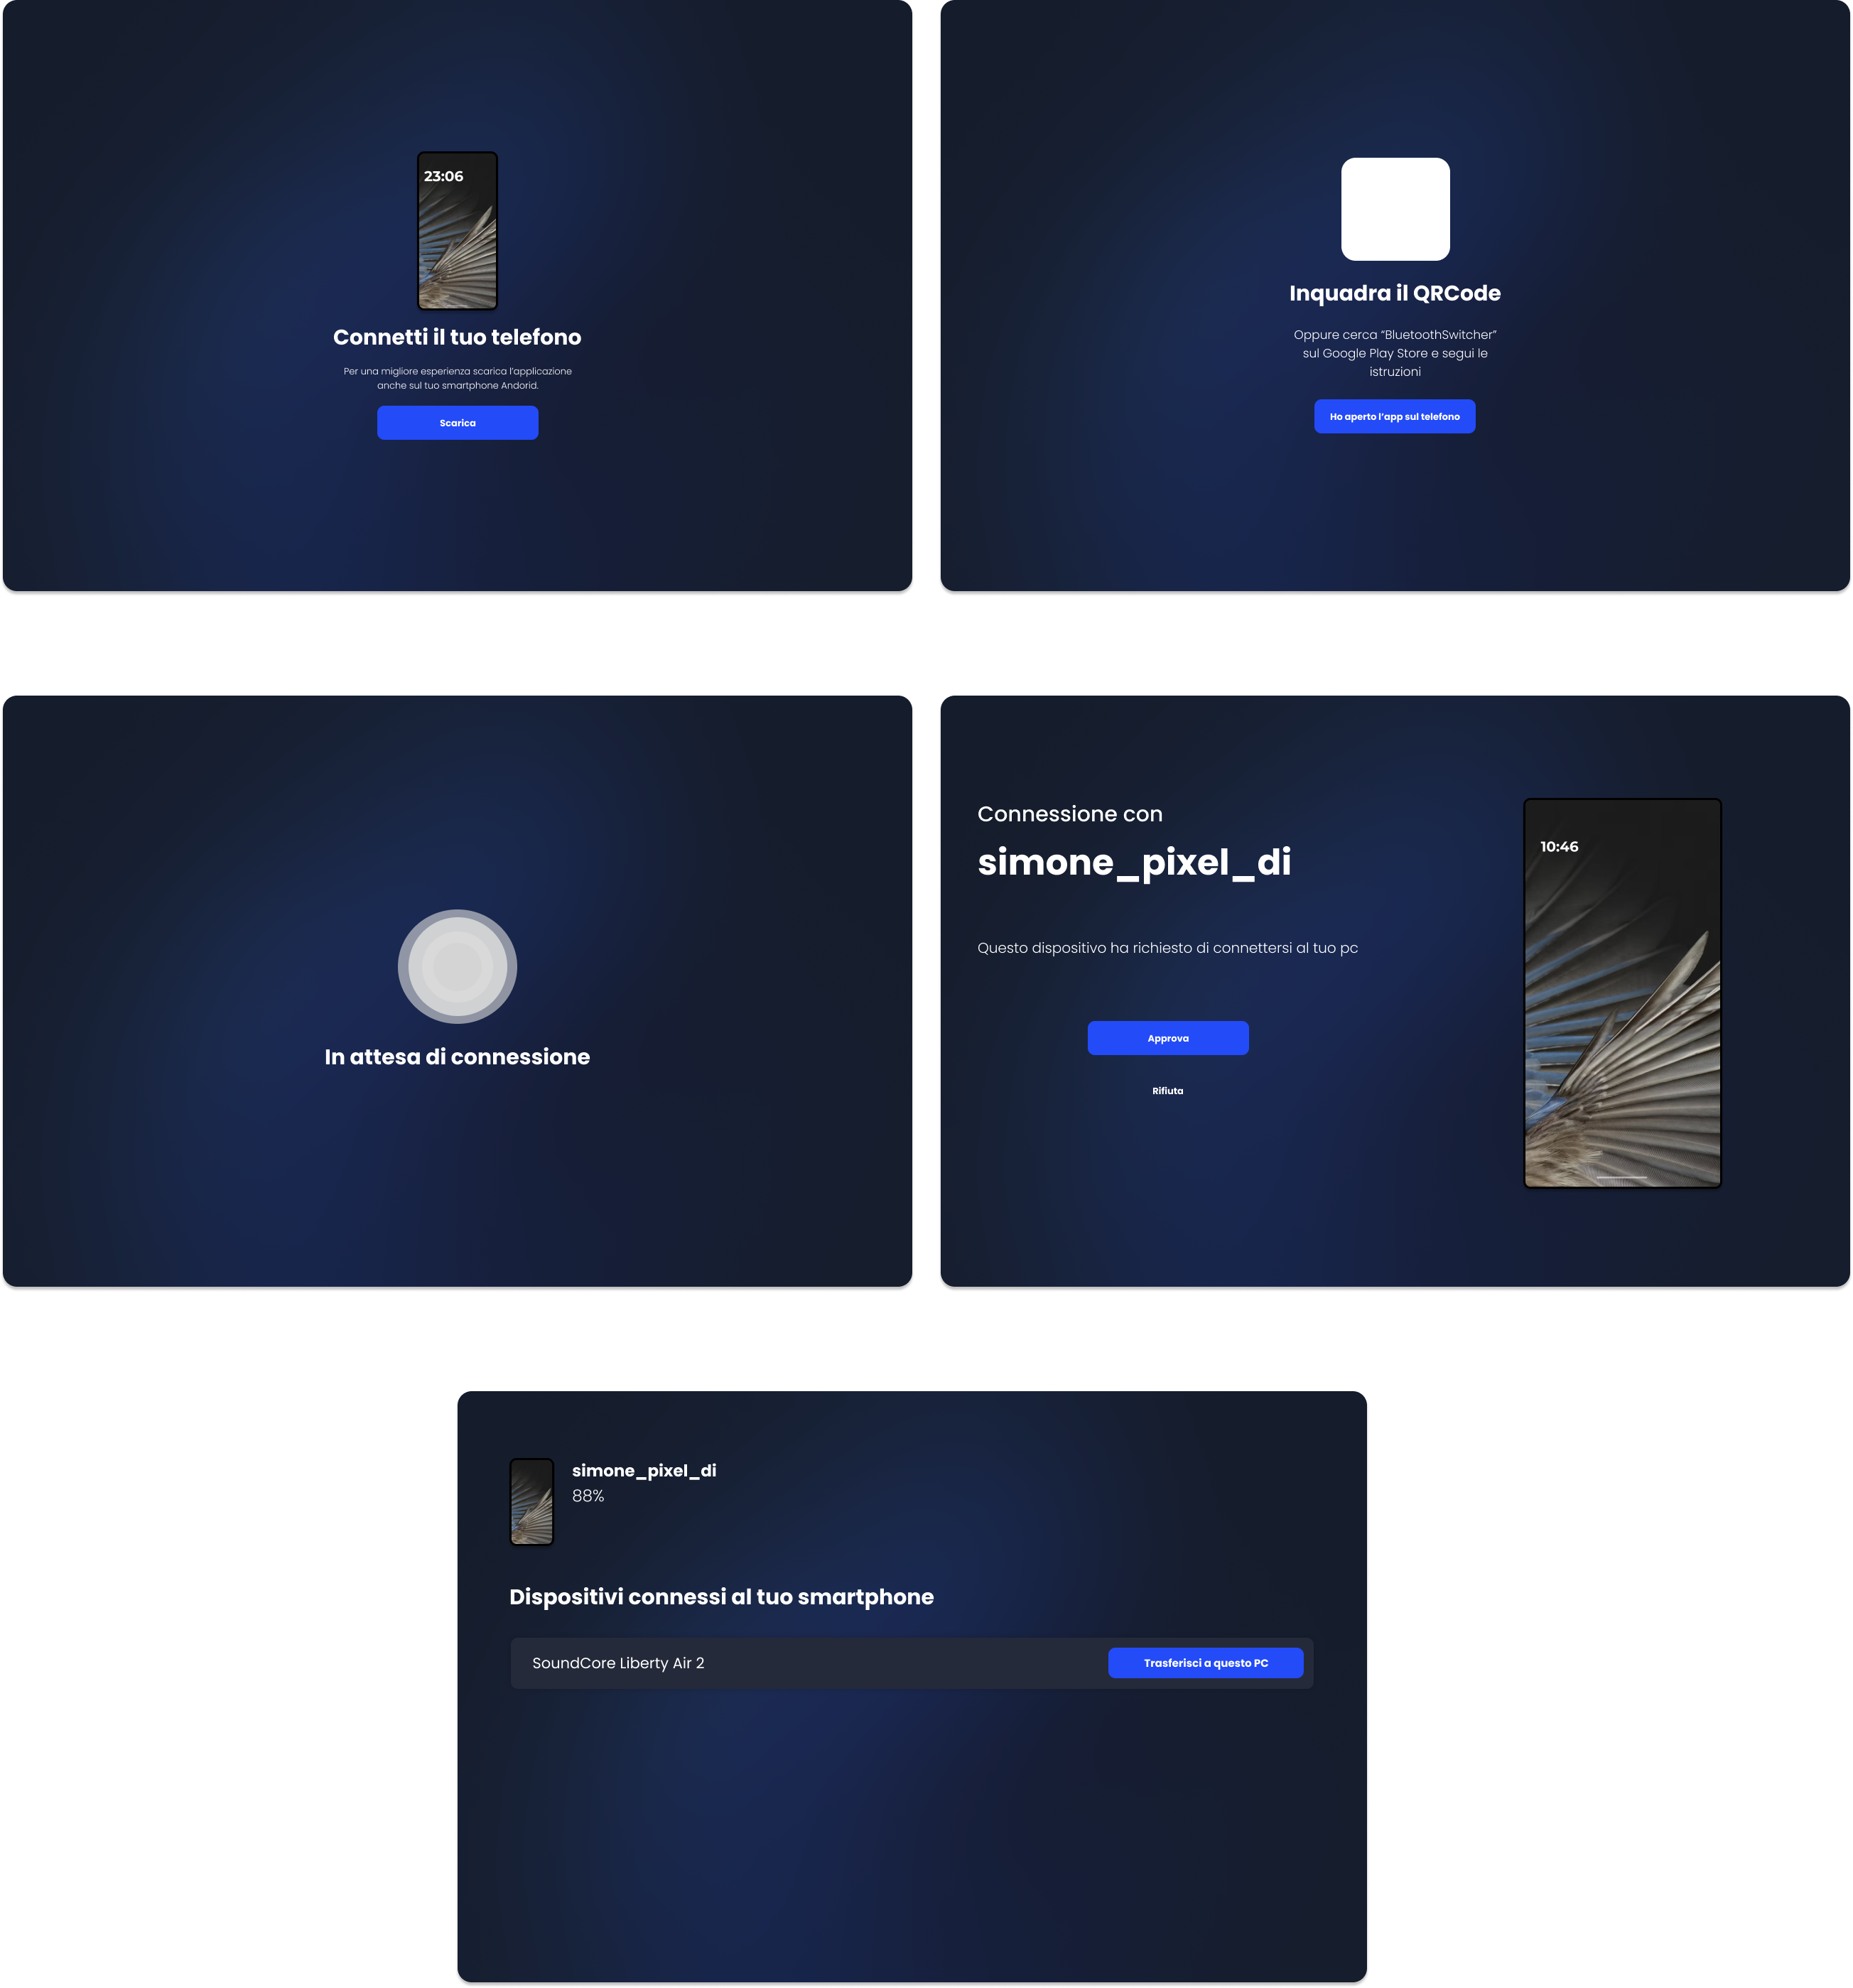 23:06
Connetti il tuo telefono
Per una migliore esperienza scarica l’applicazione
anche sul tuo smartphone Andorid.
Scarica
Inquadra il QRCode
Oppure cerca “BluetoothSwitcher”
sul Google Play Store e segui le
istruzioni
Ho aperto l’app sul telefono
In attesa di connessione
Connessione con
simone_pixel_di
Questo dispositivo ha richiesto di connettersi al tuo pc
Approva
Rifiuta
10:46
simone_pixel_di
88%
Dispositivi connessi al tuo smartphone
SoundCore Liberty Air 2
Trasferisci a questo PC